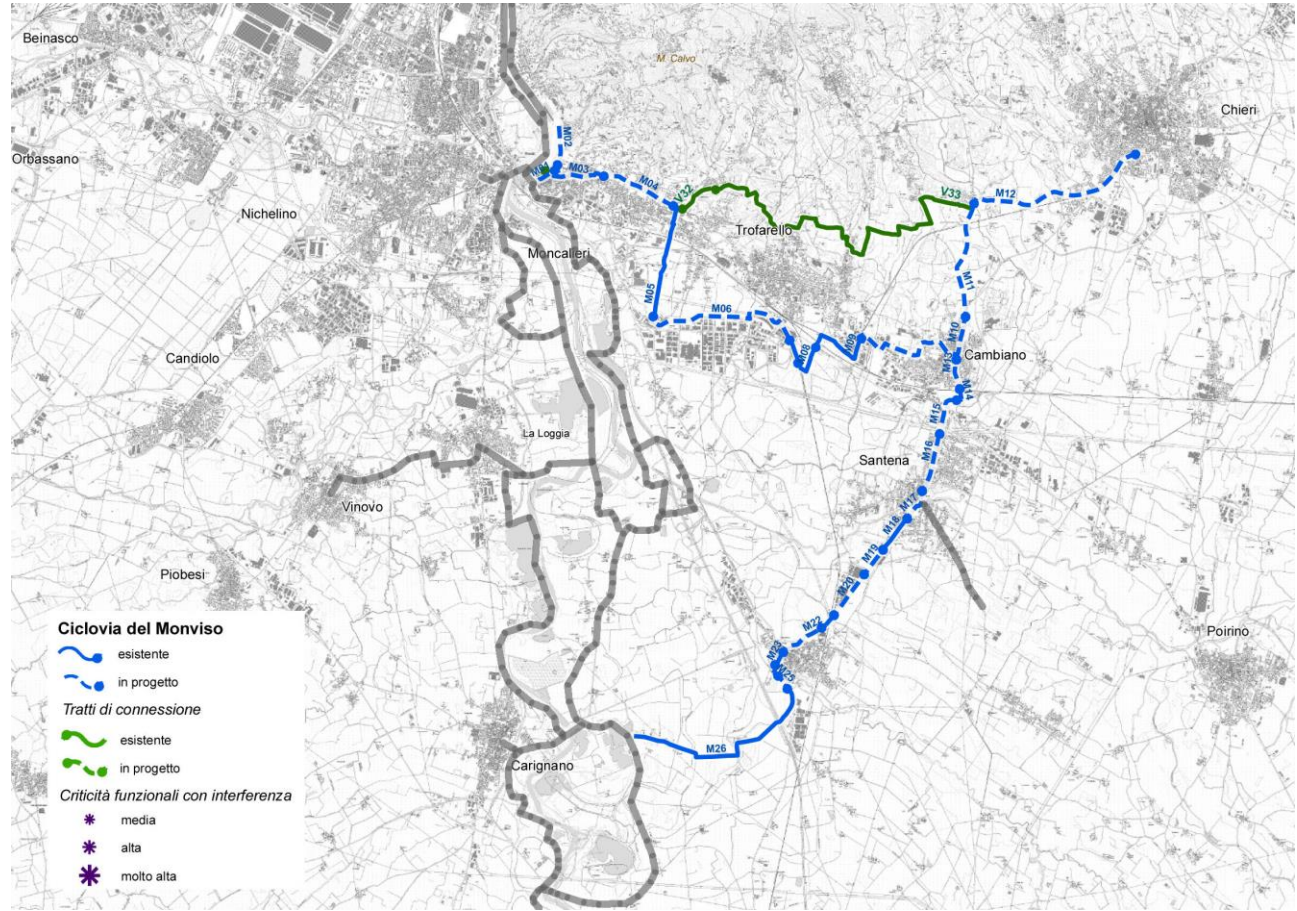 Beinasco
M. Calvo
Chieri
M02
Orbassano
M03
M04
V32
V33
M12
Nichelino
Trofarello
Moncalieri
M05
M06
M11
M10
M08
M09
M13
Cambiano
Candiolo
M14
M15
La Loggia
M16
Santena
Vinovo
M17
M18
M19
Piobesi
M20
M22
Poirino
M23
M25
M26
Carignano
Ciclovia del Monviso
esistente
in progetto
Tratti di connessione
esistente
in progetto
Criticità funzionali con interferenza
media
alta
molto alta